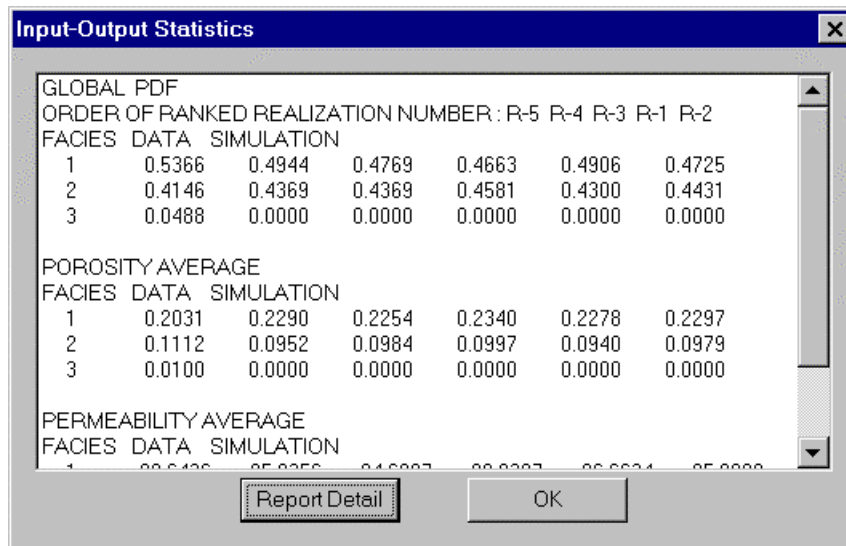 Input-Output Statistics
GLOBAL PDF
ORDER OF RANKED REALIZATION NUMBER : R-5 R-4 R-3 R-1 R-2
FACIES DATA SIMULATION
1 0.5366 0.4944 0.4769 0.4663 0.4906 0.4725
2 0.4146 0.4369 0.4369 0.4581 0.4300 0.4431
3 0.0488 0.0000 0.0000 0.0000 0.0000 0.0000
POROSITY AVERAGE
FACIES DATA SIMULATION
1 0.2031 0.2290 0.2254 0.2340 0.2278 0.2297
2 0.1112 0.0952 0.0984 0.0997 0.0940 0.0979
3 0.0100 0.0000 0.0000 0.0000 0.0000 0.0000
PERMEABILITY AVERAGE
FACIES DATA SIMULATION
Report Detail OK